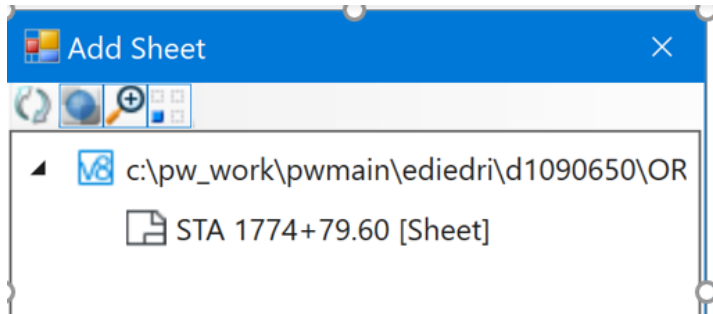 Add Sheet
V8 c:\pw_work\pwmain\ediedri\d1090650\OR
STA 1774+79.60 [Sheet]